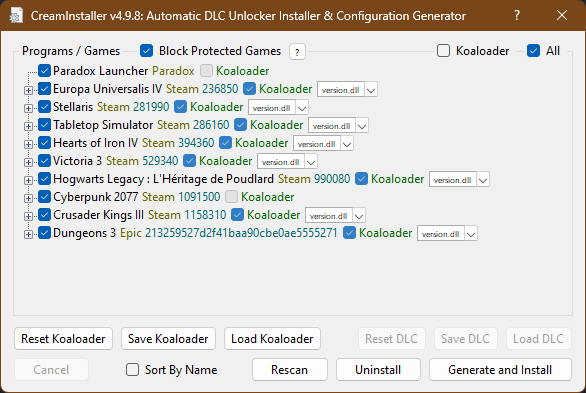 CreamInstaller v4.9.8: Automatic DLC Unlocker Installer & Configuration Generator ? ×
Programs / Games Block Protected Games ? Koaloader All
Paradox Launcher Paradox Koaloader
Europa Universalis IV Steam 236850 Koaloader version.dll
Stellaris Steam 281990 Koaloader version.dll
Tabletop Simulator Steam 286160 Koaloader version.dll
Hearts of Iron IV Steam 394360 Koaloader version.dll
Victoria 3 Steam 529340 Koaloader version.dll
Hogwarts Legacy : L'Héritage de Poudlard Steam 990080 Koaloader version.dll
Cyberpunk 2077 Steam 1091500 Koaloader
Crusader Kings III Steam 1158310 Koaloader version.dll
Dungeons 3 Epic 213259527d2f41baa90cbe0ae5555271 Koaloader version.dll
Reset Koaloader Save Koaloader Load Koaloader Reset DLC Save DLC Load DLC
Cancel Sort By Name Rescan Uninstall Generate and Install